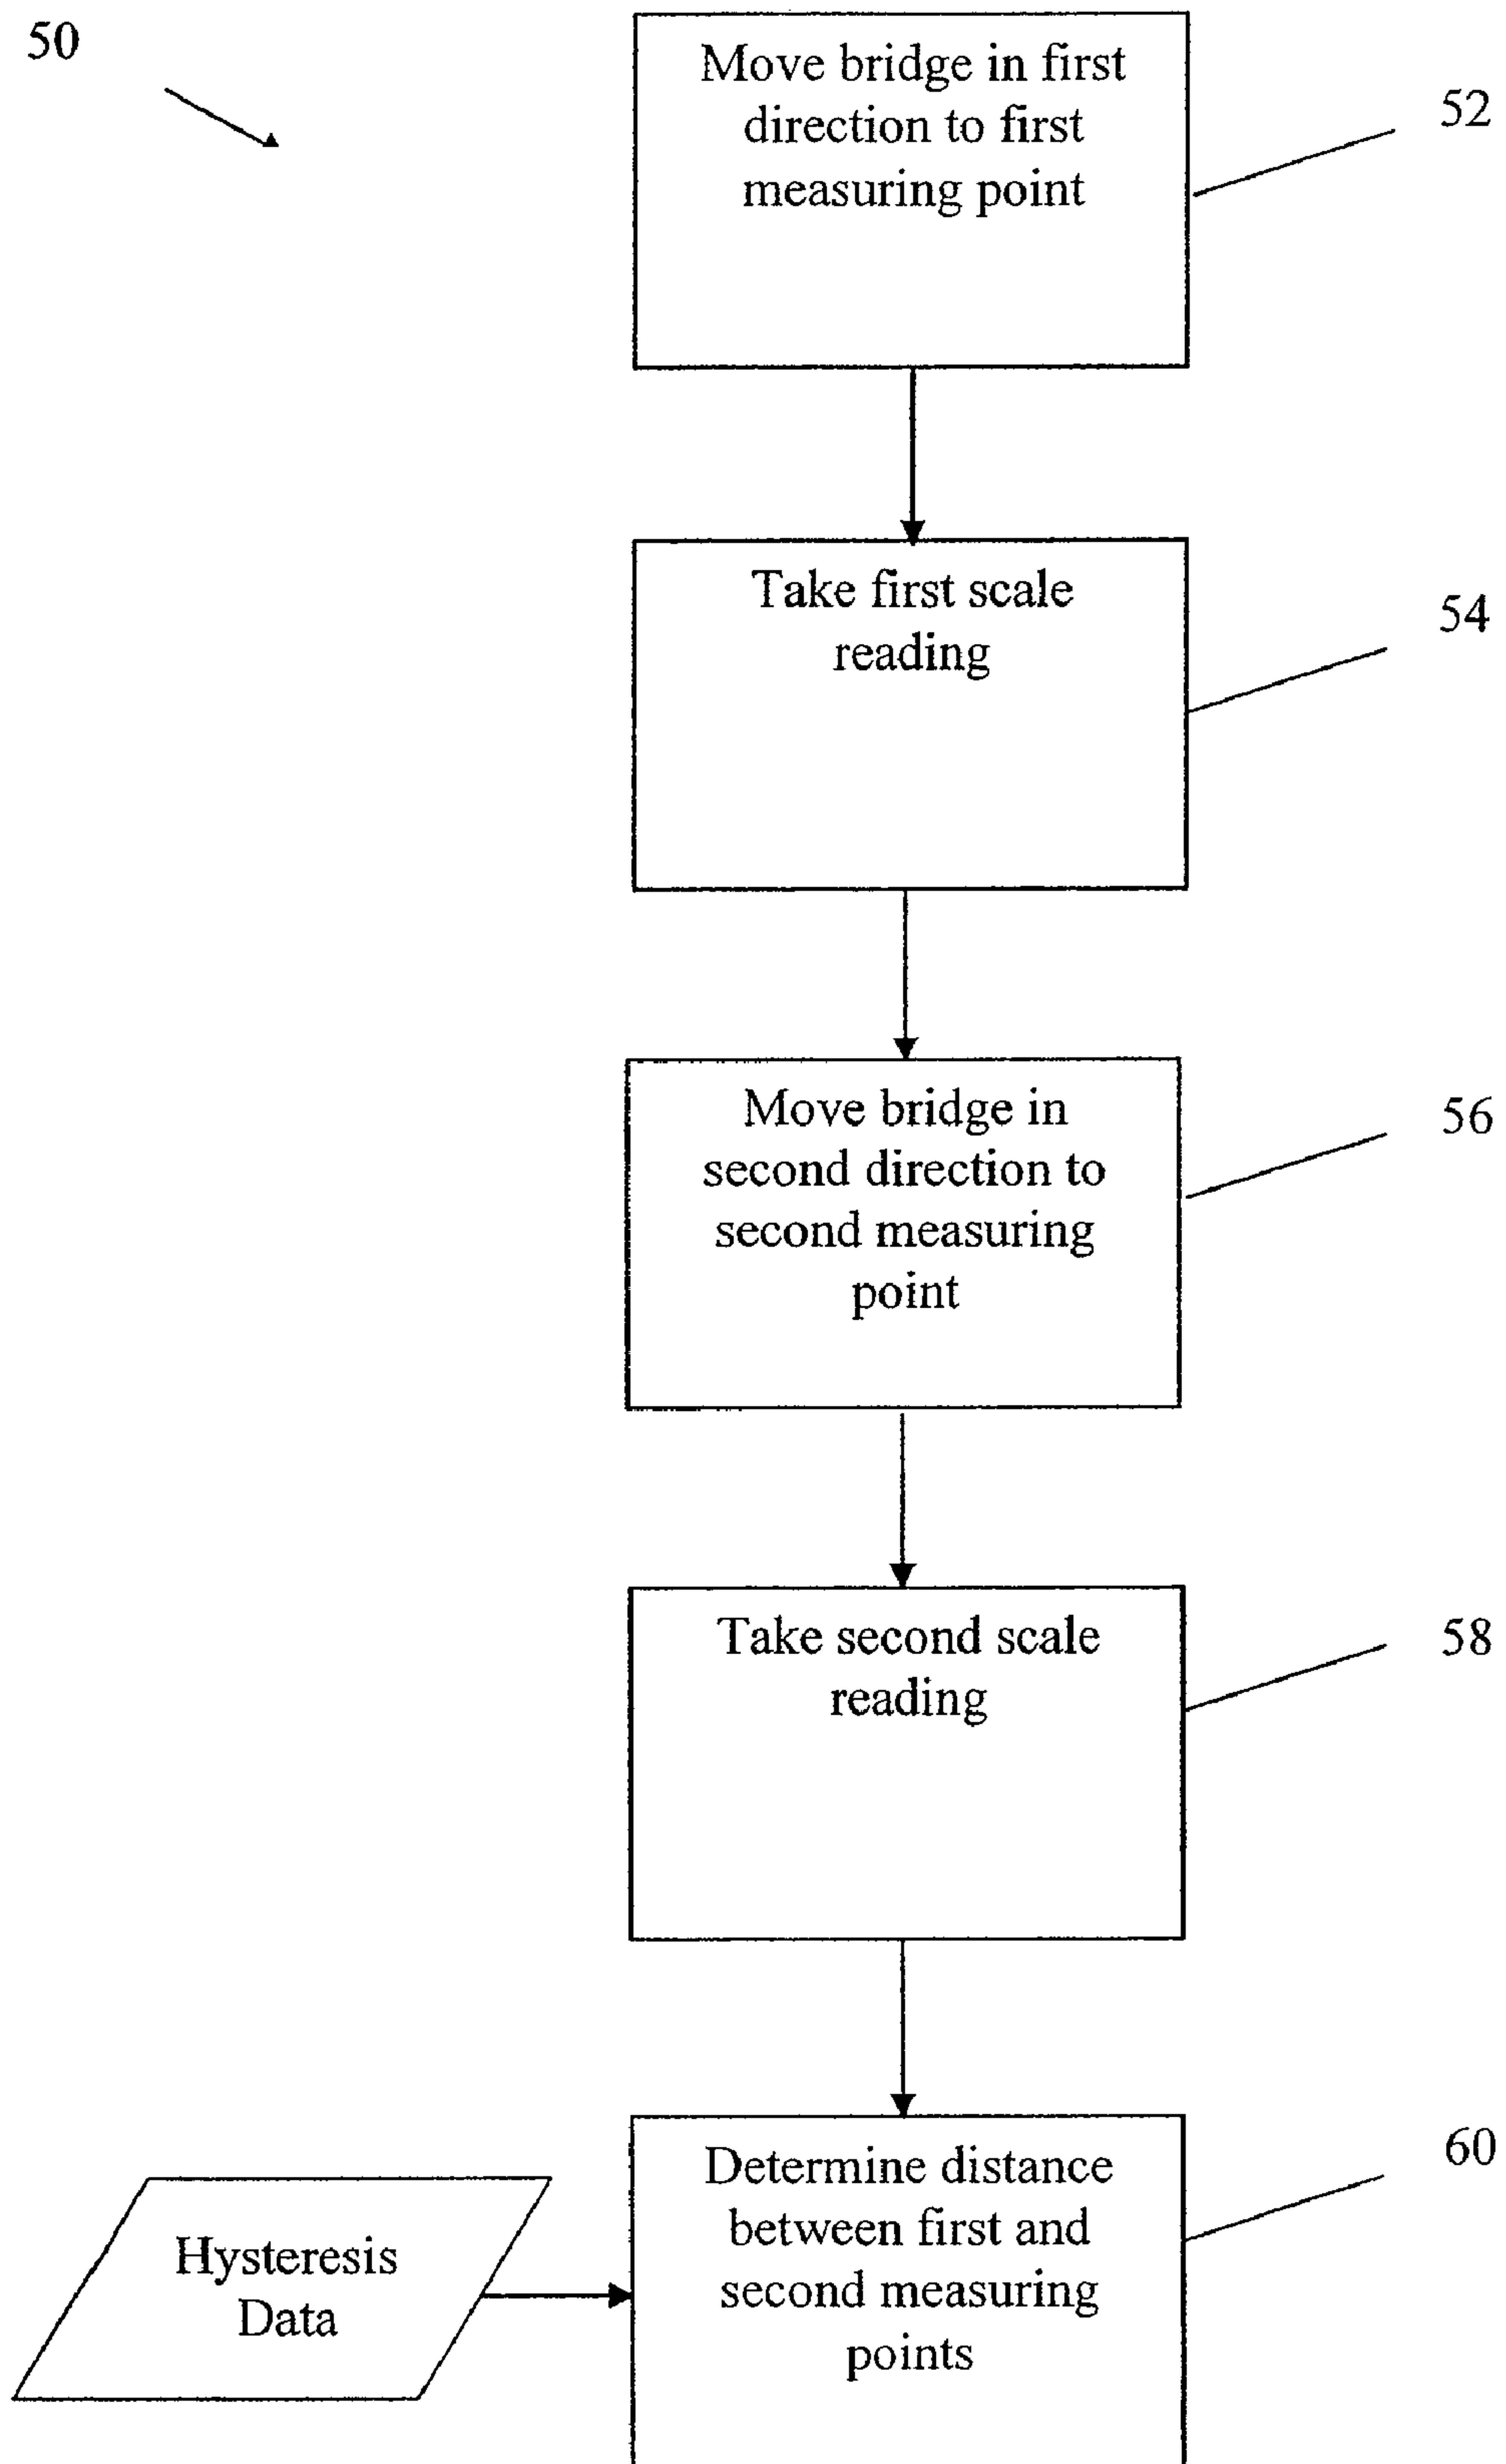 50
Move bridge in first
direction to first
measuring point
52
Take first scale
reading
54
Move bridge in
second direction to
second measuring
point
56
Take second scale
reading
58
Determine distance
between first and
second measuring
points
60
Hysteresis
Data